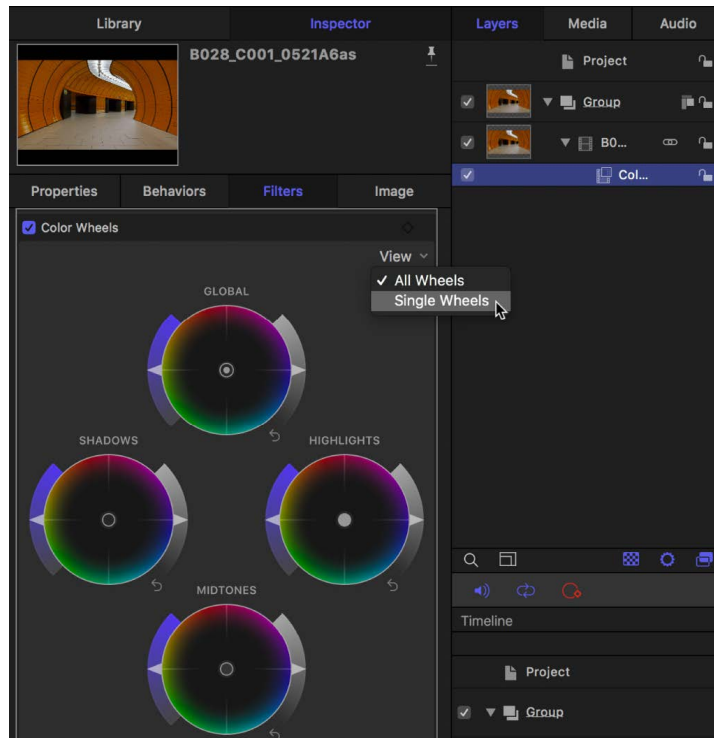 Library
Inspector
B028_C001_0521A6as
Properties
Behaviors
Filters
Image
Color Wheels
View
All Wheels
Single Wheels
GLOBAL
SHADOWS
HIGHLIGHTS
MIDTONES
Layers
Media
Audio
Project
Group
B0...
Col...
Timeline
Project
Group